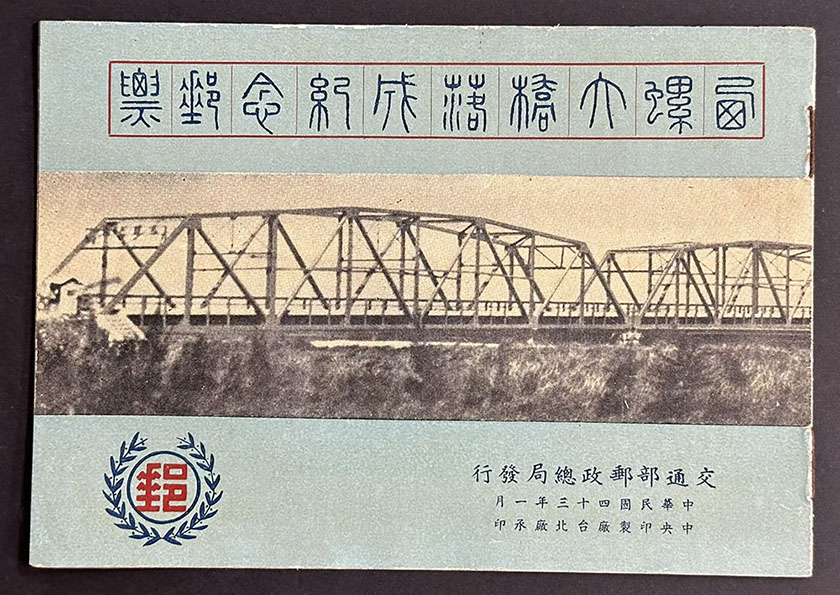 西螺大橋落成紀念郵票
郵
交通部郵政總局發行
中華民國四十三年一月
中央印製廠台北廠承印